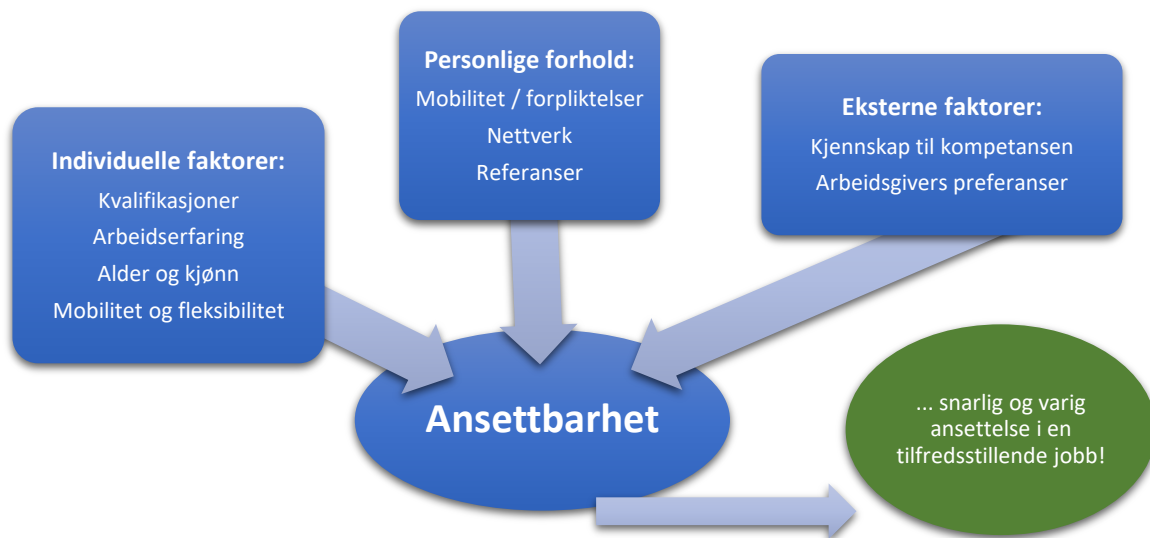 Individuelle faktorer:
Kvalifikasjoner
Arbeidserfaring
Alder og kjønn
Mobilitet og fleksibilitet
Personlige forhold:
Mobilitet / forpliktelser
Nettverk
Referanser
Eksterne faktorer:
Kjennskap til kompetansen
Arbeidsgivers preferanser
Ansettbarhet
... snarlig og varig
ansettelse i en
tilfredsstillende jobb!